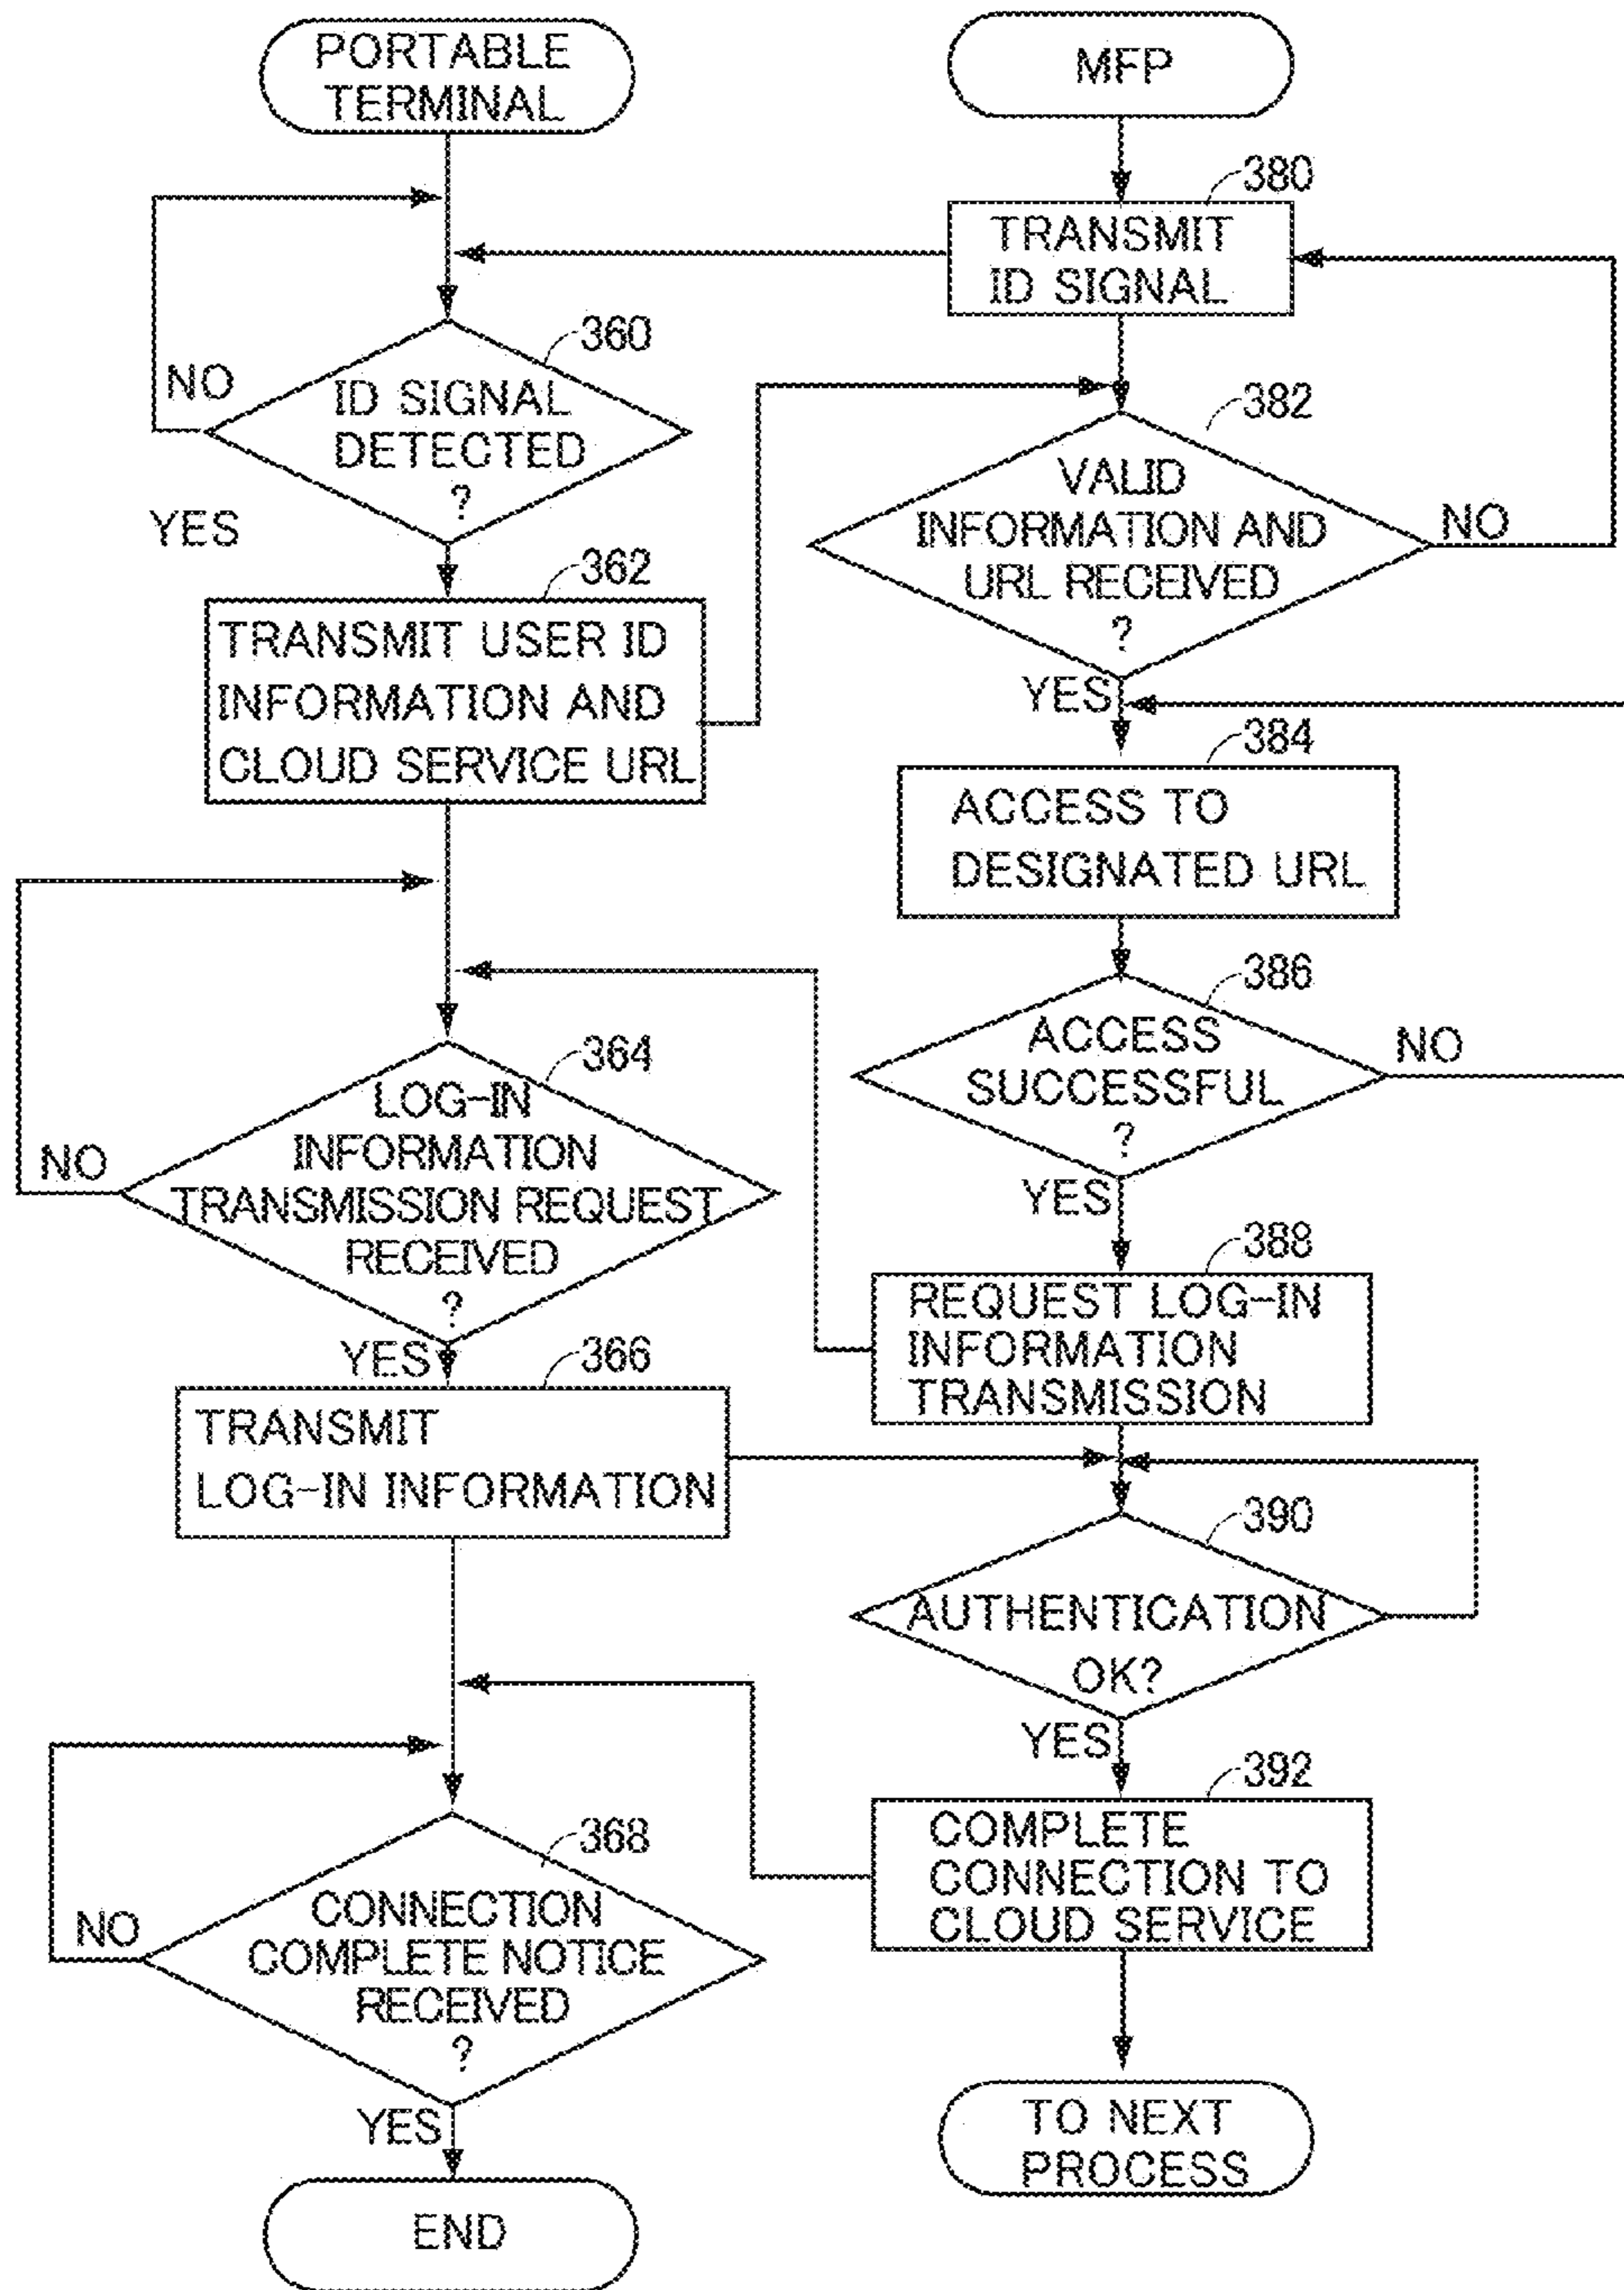 PORTABLE
TERMINAL
360
NO
ID SIGNAL
DETECTED
?
YES
362
TRANSMIT USER ID
INFORMATION AND
CLOUD SERVICE URL
364
LOG-IN
INFORMATION
TRANSMISSION REQUEST
RECEIVED
?
NO
YES
366
TRANSMIT
LOG-IN INFORMATION
368
CONNECTION
COMPLETE NOTICE
RECEIVED
?
NO
YES
END
MFP
380
TRANSMIT
ID SIGNAL
382
VALID
INFORMATION AND
URL RECEIVED
?
NO
YES
384
ACCESS TO
DESIGNATED URL
386
ACCESS
SUCCESSFUL
?
NO
YES
388
REQUEST LOG-IN
INFORMATION
TRANSMISSION
390
AUTHENTICATION
OK?
YES
392
COMPLETE
CONNECTION TO
CLOUD SERVICE
TO NEXT
PROCESS